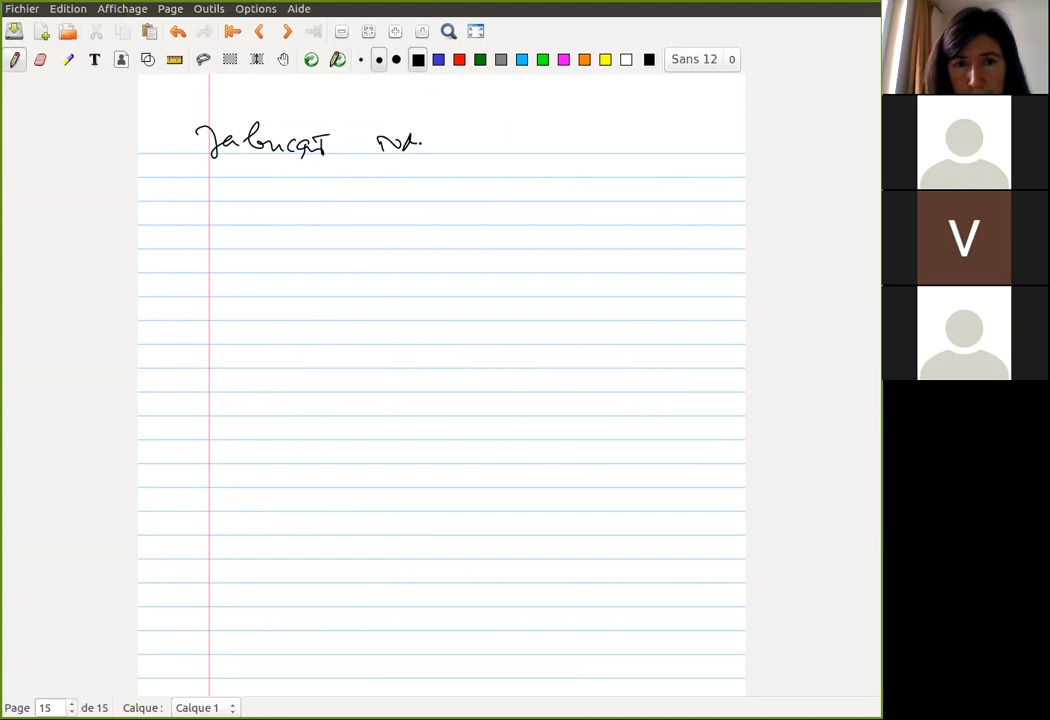 Fichier Edition Affichage Page Outils Options Aide
Sans 12 0
V
Page 15 de 15 Calque : Calque 1